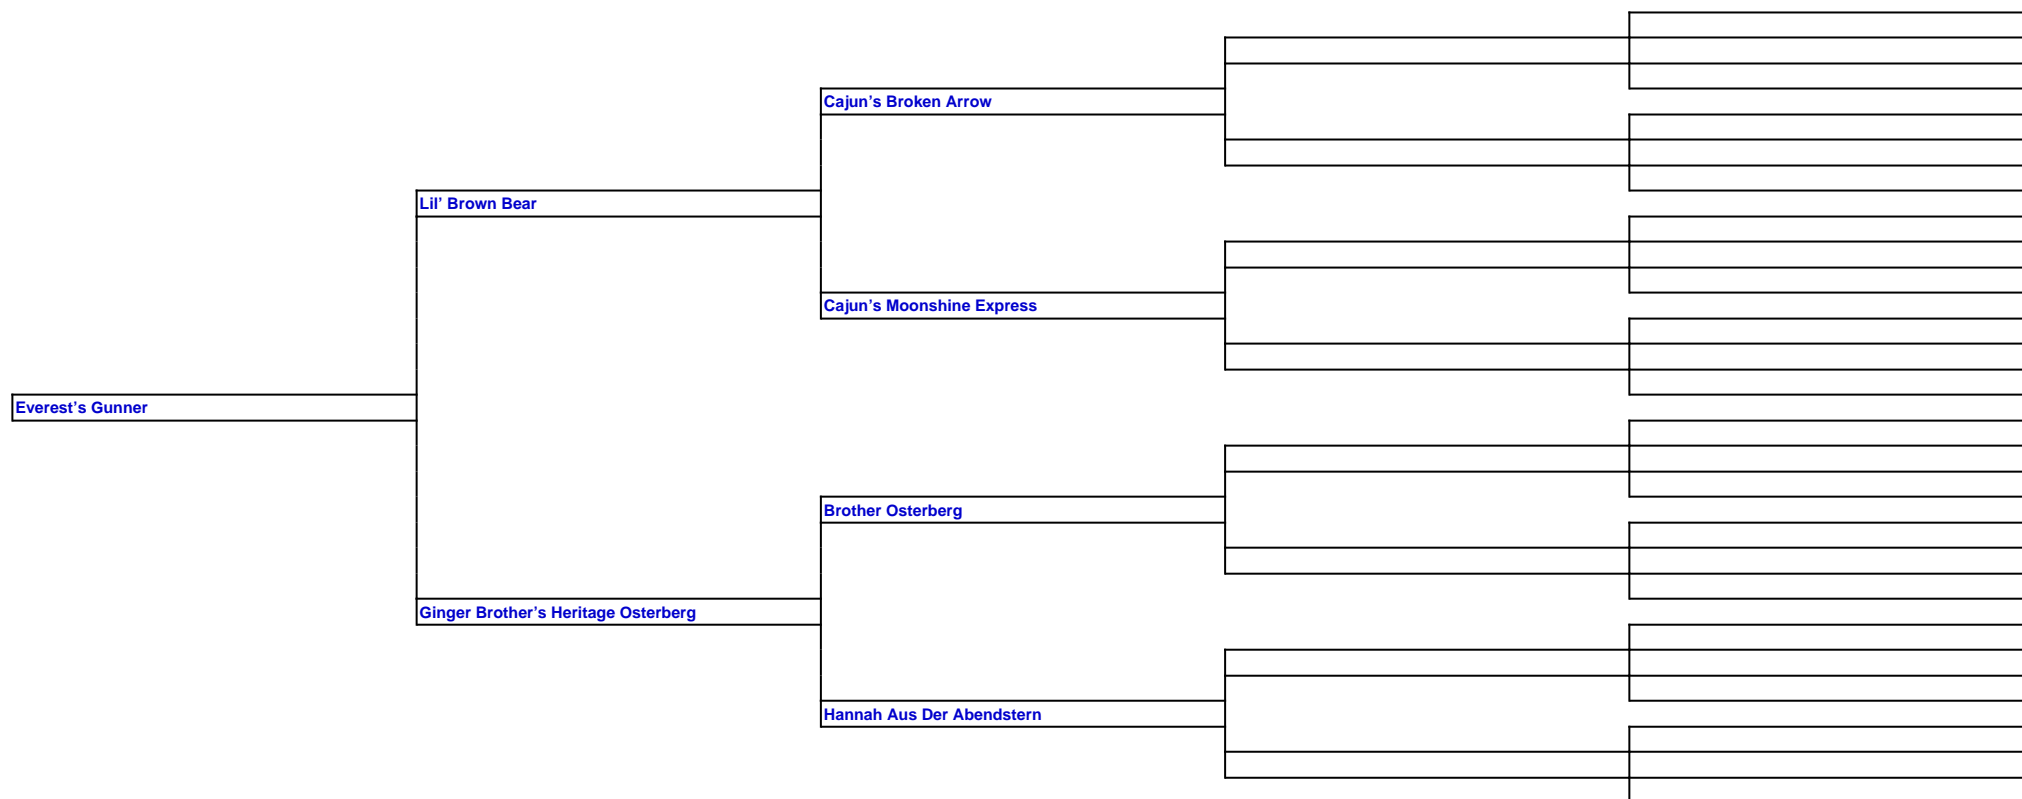 Cajun’s Broken Arrow
Lil’ Brown Bear
Cajun’s Moonshine Express
Everest’s Gunner
Brother Osterberg
Ginger Brother’s Heritage Osterberg
Hannah Aus Der Abendstern